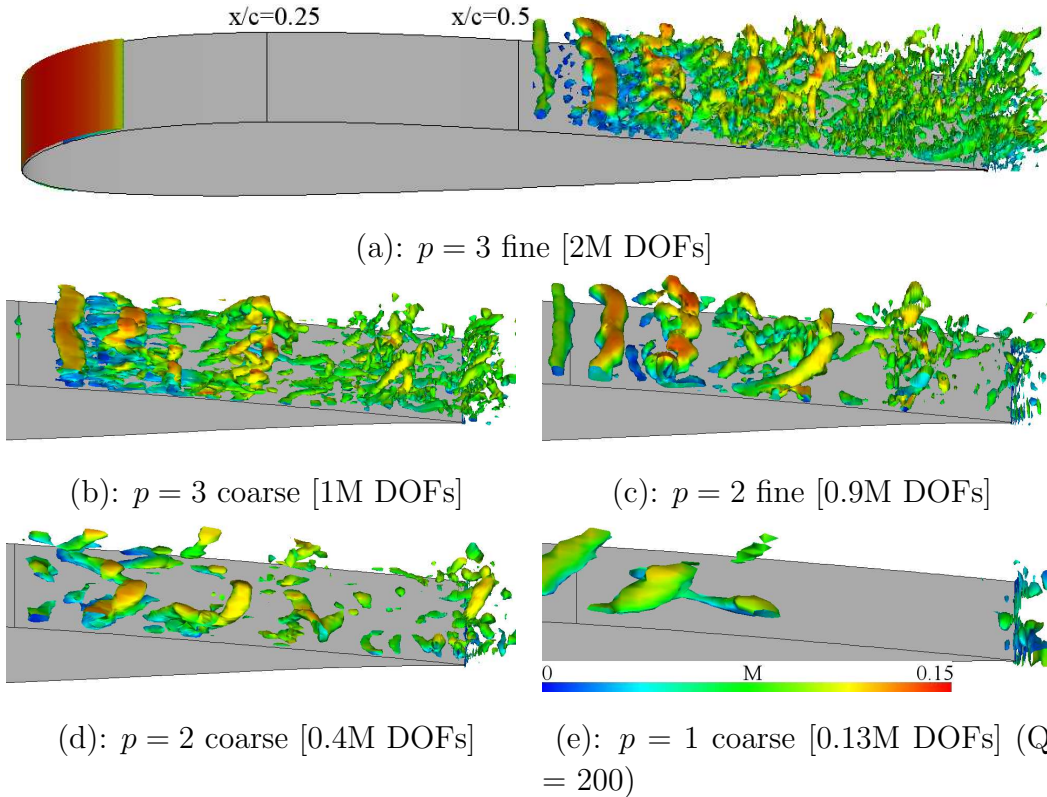 x/c=0.25
x/c=0.5
(a): p = 3 fine [2M DOFs]
(b): p = 3 coarse [1M DOFs]
(c): p = 2 fine [0.9M DOFs]
0 M 0.15
(d): p = 2 coarse [0.4M DOFs]
(e): p = 1 coarse [0.13M DOFs] (Q
= 200)